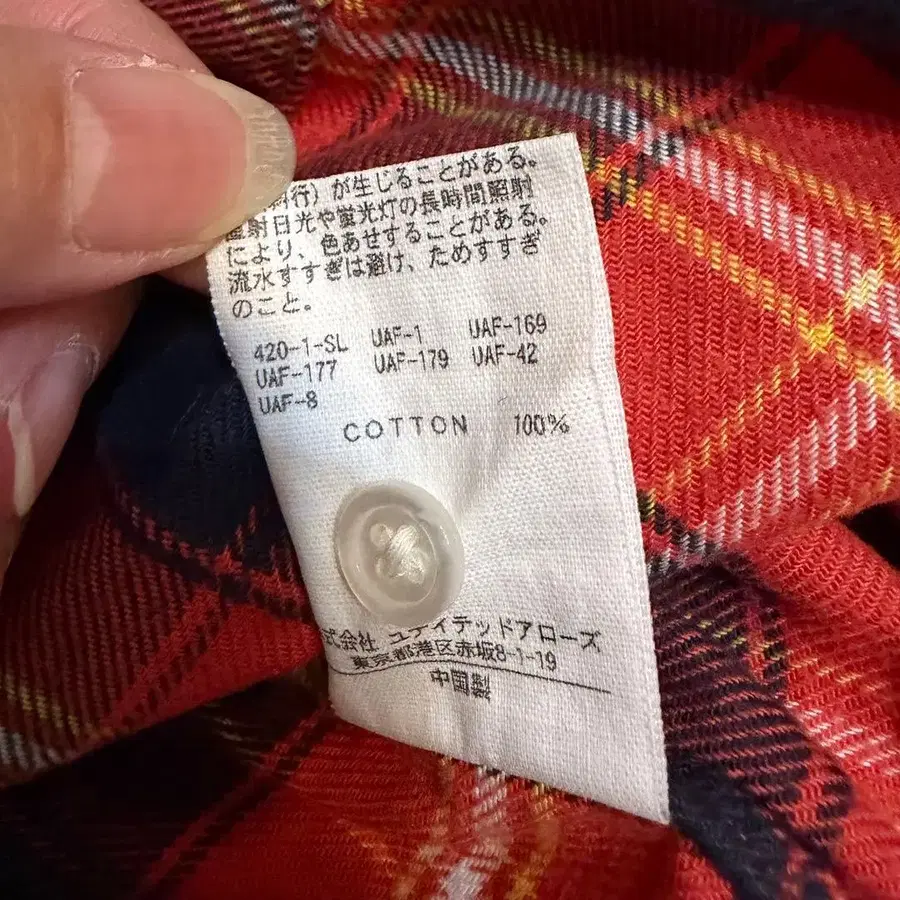 行)が生じることがある。
直射日光や蛍光灯の長時間照射
により、色あせすることがある。
流水すすぎは避け、ためすすぎ
のこと。
420-1-SL UAF-1 UAF-169
UAF-177 UAF-179 UAF-42
UAF-8
COTTON 100%
式会社 ユナイテッドアローズ
東京都港区赤坂8-1-19
中国製